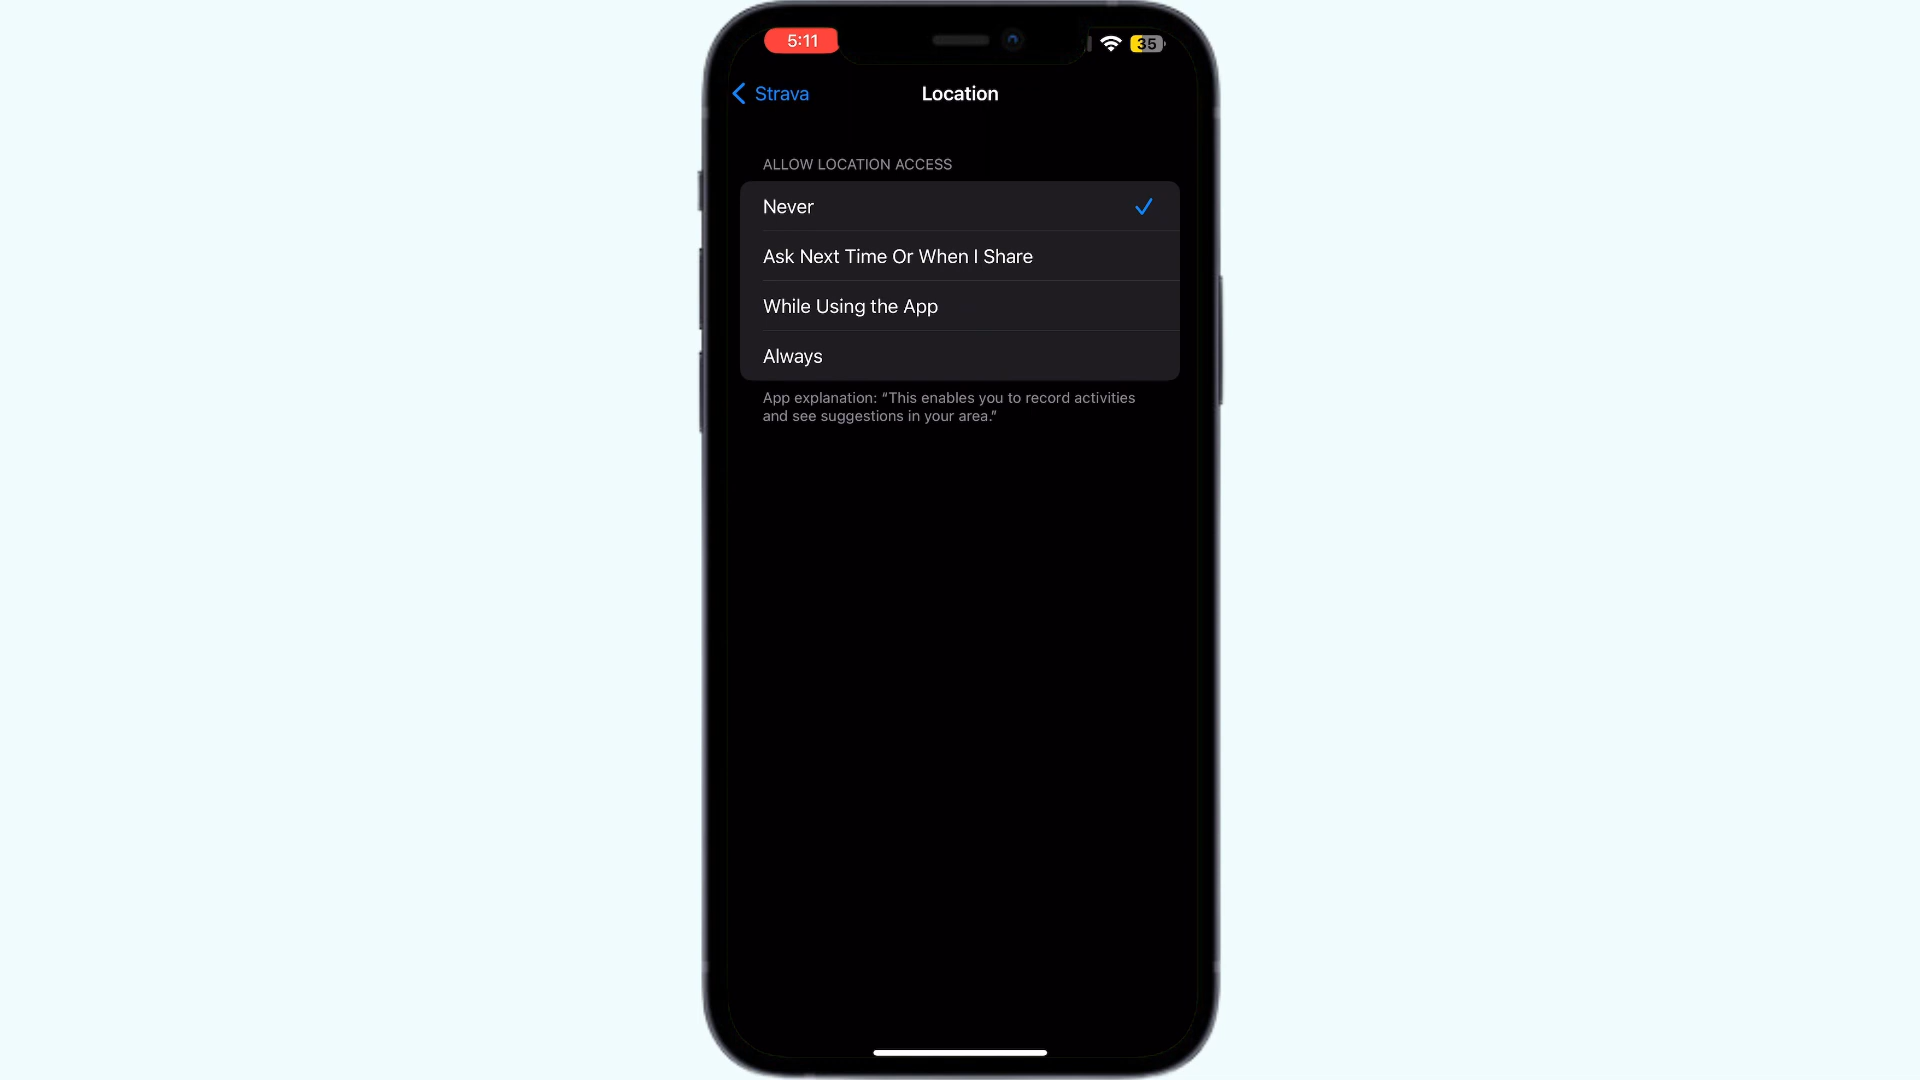 5:11
35
Strava
Location
ALLOW LOCATION ACCESS
Never
Ask Next Time Or When I Share
While Using the App
Always
App explanation: “This enables you to record activities
and see suggestions in your area.”